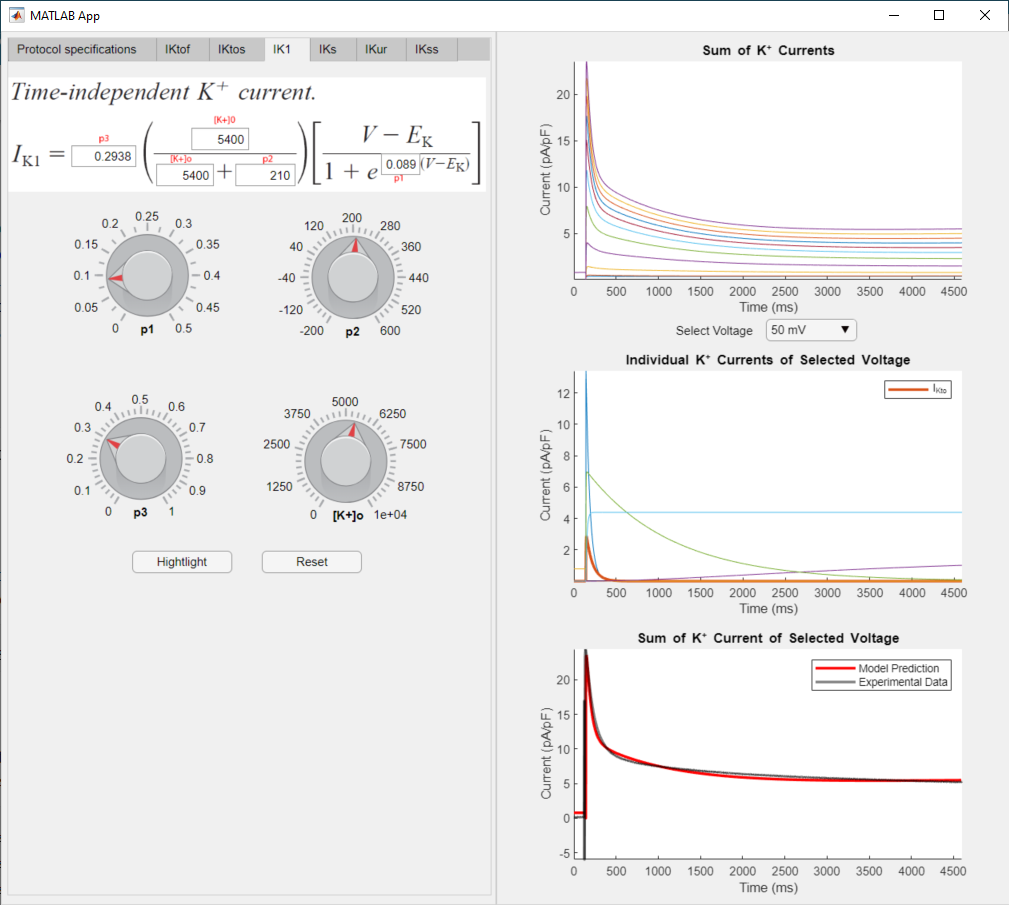 MATLAB App
Protocol specifications IKtof IKtos IK1 IKs IKur IKss
Time-independent K⁺ current.
[K+]0
p3 5400
I_K1 = 0.2938 ( 5400 / ( 5400 + 210 ) ) [ ( V − E_K ) / ( 1 + e^( 0.089 (V−E_K) ) ) ]
[K+]o p2
p1
0 0.05 0.1 0.15 0.2 0.25 0.3 0.35 0.4 0.45 0.5
p1
-200 -120 -40 40 120 200 280 360 440 520 600
p2
0 0.1 0.2 0.3 0.4 0.5 0.6 0.7 0.8 0.9 1
p3
0 1250 2500 3750 5000 6250 7500 8750 1e+04
[K+]o
Hightlight Reset
Sum of K⁺ Currents
Current (pA/pF)
20
15
10
5
0 500 1000 1500 2000 2500 3000 3500 4000 4500
Time (ms)
Select Voltage 50 mV
Individual K⁺ Currents of Selected Voltage
I_Kto
Current (pA/pF)
12
10
8
6
4
2
0 500 1000 1500 2000 2500 3000 3500 4000 4500
Time (ms)
Sum of K⁺ Current of Selected Voltage
Model Prediction
Experimental Data
Current (pA/pF)
20
15
10
5
0
-5
0 500 1000 1500 2000 2500 3000 3500 4000 4500
Time (ms)